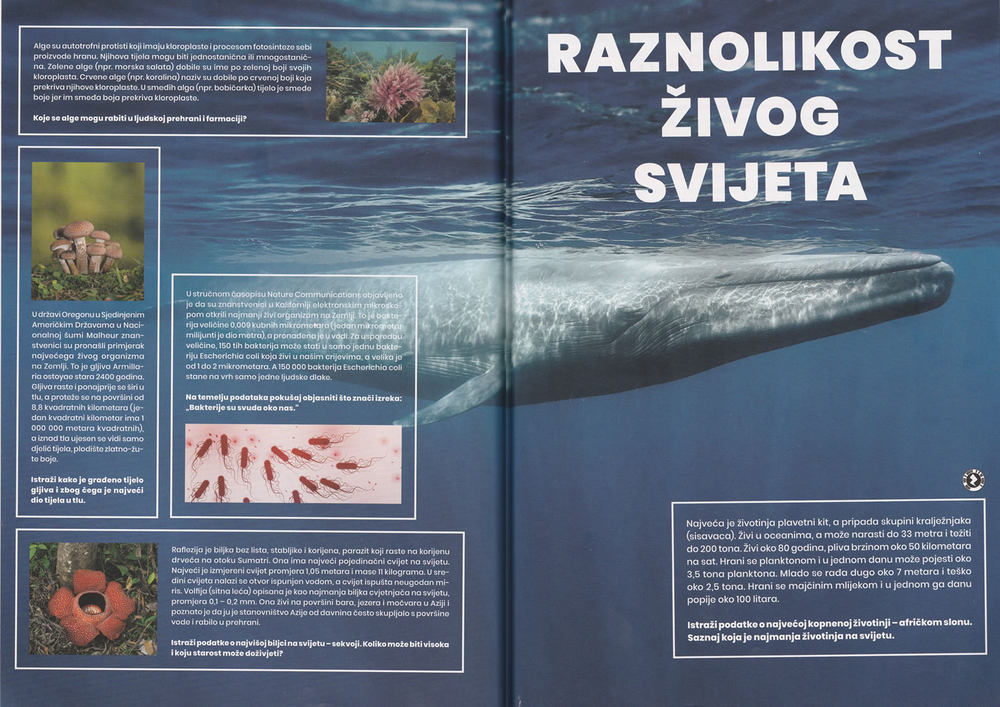 Alge su autotrofni protisti koji imaju kloroplaste i procesom fotosinteze sebi
proizvode hranu. Njihova tijela mogu biti jednostanična ili mnogostanič-
na. Zelene alge (npr. morska salata) dobile su ime po zelenoj boji svojih
kloroplasta. Crvene alge (npr. koralina) naziv su dobile po crvenoj boji koja
prekriva njihove kloroplaste. U smeđih alga (npr. bobičarka) tijelo je smeđe
boje jer im smeđa boja prekriva kloroplaste.
Koje se alge mogu rabiti u ljudskoj prehrani i farmaciji?
U državi Oregonu u Sjedinjenim
Američkim Državama u Naci-
onalnoj šumi Malheur znan-
stvenici su pronašli primjerak
najvećega živog organizma
na Zemlji. To je gljiva Armilla-
ria ostoyae stara 2400 godina.
Gljiva raste i ponajprije se širi u
tlu, a proteže se na površini od
8,8 kvadratnih kilometara (je-
dan kvadratni kilometar ima 1
000 000 metara kvadratnih),
a iznad tla ujesen se vidi samo
djelić tijela, plodište zlatno-žu-
te boje.
Istraži kako je građeno tijelo
gljiva i zbog čega je najveći
dio tijela u tlu.
U stručnom časopisu Nature Communications objavljeno
je da su znanstvenici u Kaliforniji elektronskim mikrosko-
pom otkrili najmanji živi organizam na Zemlji. To je bakte-
rija veličine 0,009 kubnih mikrometara (jedan mikrometar
milijunti je dio metra), a pronađena je u vodi. Za usporedbu
veličine, 150 tih bakterija može stati u samo jednu bakte-
riju Escherichia coli koja živi u našim crijevima, a velika je
od 1 do 2 mikrometara. A 150 000 bakterija Escherichia coli
stane na vrh samo jedne ljudske dlake.
Na temelju podataka pokušaj objasniti što znači izreka:
„Bakterije su svuda oko nas.“
Raflezija je biljka bez lista, stabljike i korijena, parazit koji raste na korijenu
drveća na otoku Sumatri. Ona ima najveći pojedinačni cvijet na svijetu.
Najveći je izmjereni cvijet promjera 1,05 metara i mase 11 kilograma. U sre-
dini cvijeta nalazi se otvor ispunjen vodom, a cvijet ispušta neugodan mi-
ris. Volfija (sitna leća) opisana je kao najmanja biljka cvjetnjača na svijetu,
promjera 0,1 – 0,2 mm. Ona živi na površini bara, jezera i močvara u Aziji i
poznato je da ju je stanovništvo Azije od davnina često skupljalo s površine
vode i rabilo u prehrani.
Istraži podatke o najvišoj biljci na svijetu – sekvoji. Koliko može biti visoka
i koju starost može doživjeti?
RAZNOLIKOST
ŽIVOG
SVIJETA
Najveća je životinja plavetni kit, a pripada skupini kralježnjaka
(sisavaca). Živi u oceanima, a može narasti do 33 metra i težiti
do 200 tona. Živi oko 80 godina, pliva brzinom oko 50 kilometara
na sat. Hrani se planktonom i u jednom danu može pojesti oko
3,5 tona planktona. Mlado se rađa dugo oko 7 metara i teško
oko 2,5 tona. Hrani se majčinim mlijekom i u jednom ga danu
popije oko 100 litara.
Istraži podatke o najvećoj kopnenoj životinji – afričkom slonu.
Saznaj koja je najmanja životinja na svijetu.